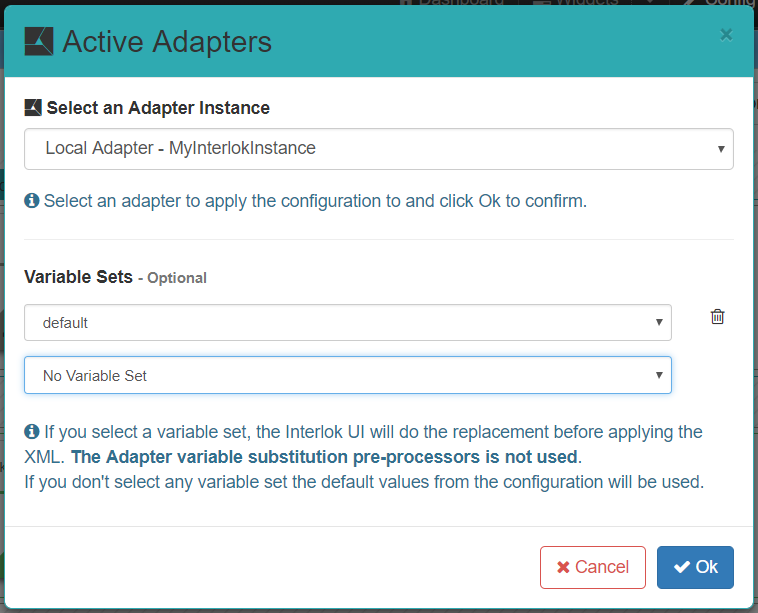 Dashboard
Widgets
Config
Active Adapters
×
Select an Adapter Instance
Local Adapter - MyInterlokInstance
Select an adapter to apply the configuration to and click Ok to confirm.
Variable Sets - Optional
default
No Variable Set
If you select a variable set, the Interlok UI will do the replacement before applying the
XML. The Adapter variable substitution pre-processors is not used.
If you don't select any variable set the default values from the configuration will be used.
Cancel
Ok